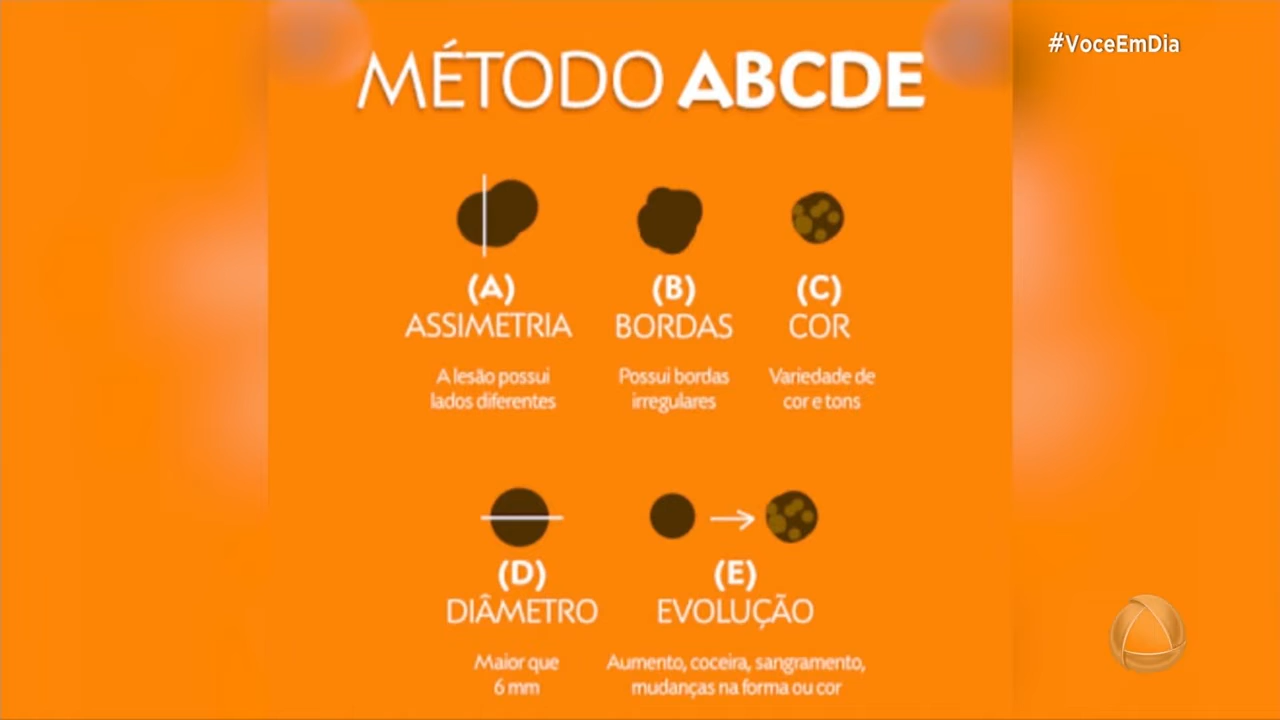 #VoceEmDia
MÉTODO ABCDE
(A)
ASSIMETRIA
A lesão possui
lados diferentes
(B)
BORDAS
Possui bordas
irregulares
(C)
COR
Variedade de
cor e tons
(D)
DIÂMETRO
Maior que
6 mm
(E)
EVOLUÇÃO
Aumento, coceira, sangramento,
mudanças na forma ou cor